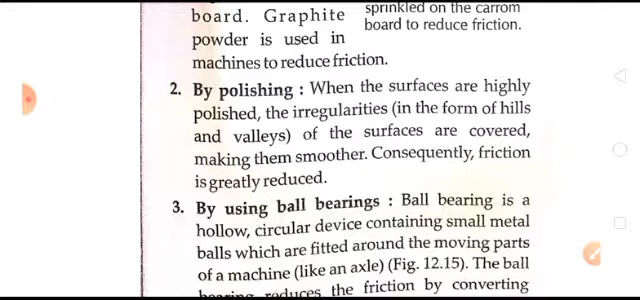 board. Graphite
powder is used in
machines to reduce friction.
sprinkled on the carrom
board to reduce friction.
2. By polishing : When the surfaces are highly
polished, the irregularities (in the form of hills
and valleys) of the surfaces are covered,
making them smoother. Consequently, friction
is greatly reduced.
3. By using ball bearings : Ball bearing is a
hollow, circular device containing small metal
balls which are fitted around the moving parts
of a machine (like an axle) (Fig. 12.15). The ball
bearing reduces the friction by converting